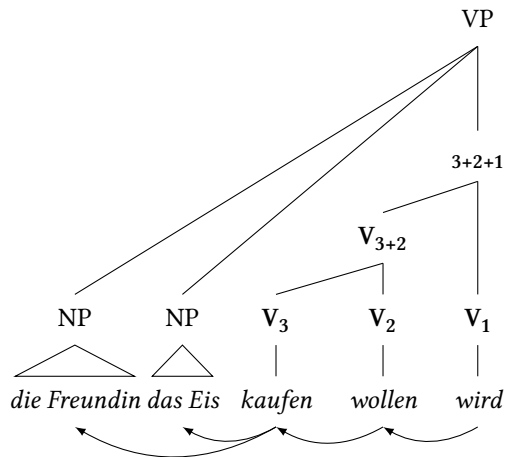 VP
3+2+1
V3+2
NP NP V3 V2 V1
die Freundin das Eis kaufen wollen wird